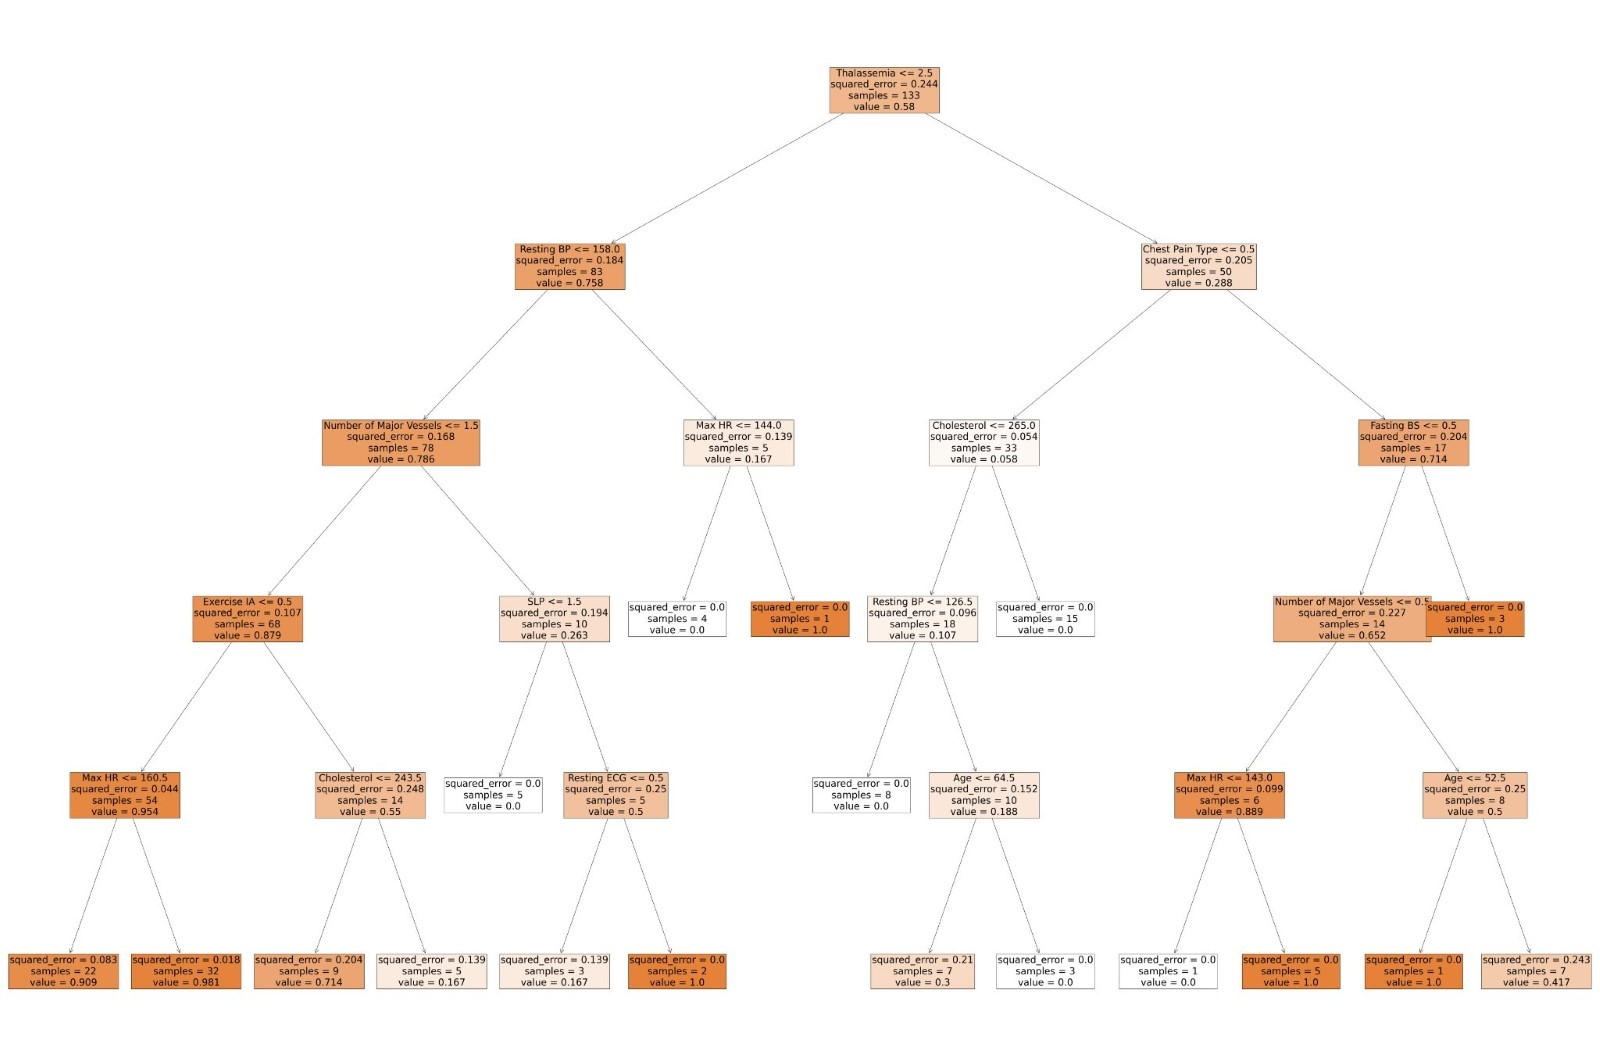 Thalassemia <= 2.5
squared_error = 0.244
samples = 133
value = 0.58
Resting BP <= 158.0
squared_error = 0.184
samples = 83
value = 0.758
Chest Pain Type <= 0.5
squared_error = 0.205
samples = 50
value = 0.288
Number of Major Vessels <= 1.5
squared_error = 0.168
samples = 78
value = 0.786
Max HR <= 144.0
squared_error = 0.139
samples = 5
value = 0.167
Cholesterol <= 265.0
squared_error = 0.054
samples = 33
value = 0.058
Fasting BS <= 0.5
squared_error = 0.204
samples = 17
value = 0.714
Exercise IA <= 0.5
squared_error = 0.107
samples = 68
value = 0.879
SLP <= 1.5
squared_error = 0.194
samples = 10
value = 0.263
squared_error = 0.0
samples = 4
value = 0.0
squared_error = 0.0
samples = 1
value = 1.0
Resting BP <= 126.5
squared_error = 0.096
samples = 18
value = 0.107
squared_error = 0.0
samples = 15
value = 0.0
Number of Major Vessels <= 0.5
squared_error = 0.227
samples = 14
value = 0.652
squared_error = 0.0
samples = 3
value = 1.0
Max HR <= 160.5
squared_error = 0.044
samples = 54
value = 0.954
Cholesterol <= 243.5
squared_error = 0.248
samples = 14
value = 0.55
squared_error = 0.0
samples = 5
value = 0.0
Resting ECG <= 0.5
squared_error = 0.25
samples = 5
value = 0.5
squared_error = 0.0
samples = 8
value = 0.0
Age <= 64.5
squared_error = 0.152
samples = 10
value = 0.188
Max HR <= 143.0
squared_error = 0.099
samples = 6
value = 0.889
Age <= 52.5
squared_error = 0.25
samples = 8
value = 0.5
squared_error = 0.083
samples = 22
value = 0.909
squared_error = 0.018
samples = 32
value = 0.981
squared_error = 0.204
samples = 9
value = 0.714
squared_error = 0.139
samples = 5
value = 0.167
squared_error = 0.139
samples = 3
value = 0.167
squared_error = 0.0
samples = 2
value = 1.0
squared_error = 0.21
samples = 7
value = 0.3
squared_error = 0.0
samples = 3
value = 0.0
squared_error = 0.0
samples = 1
value = 0.0
squared_error = 0.0
samples = 5
value = 1.0
squared_error = 0.0
samples = 1
value = 1.0
squared_error = 0.243
samples = 7
value = 0.417